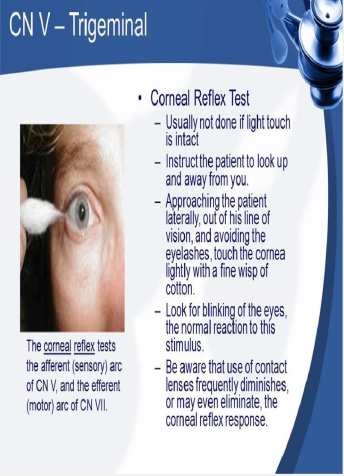 CN V – Trigeminal
• Corneal Reflex Test
– Usually not done if light touch
is intact
– Instruct the patient to look up
and away from you.
– Approaching the patient
laterally, out of his line of
vision, and avoiding the
eyelashes, touch the cornea
lightly with a fine wisp of
cotton.
– Look for blinking of the eyes,
the normal reaction to this
stimulus.
– Be aware that use of contact
lenses frequently diminishes,
or may even eliminate, the
corneal reflex response.
The corneal reflex tests
the afferent (sensory) arc
of CN V, and the efferent
(motor) arc of CN VII.